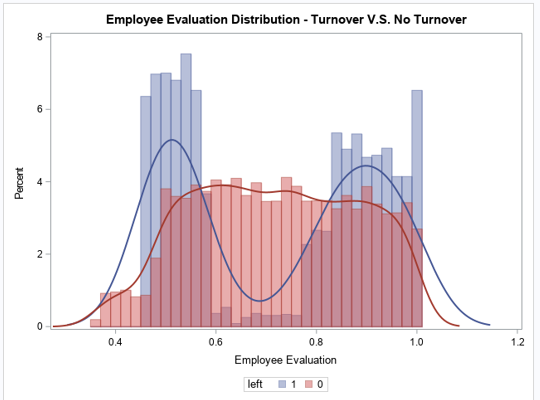 Employee Evaluation Distribution - Turnover V.S. No Turnover
8
6
4
2
0
Percent
0.4 0.6 0.8 1.0 1.2
Employee Evaluation
left 1 0